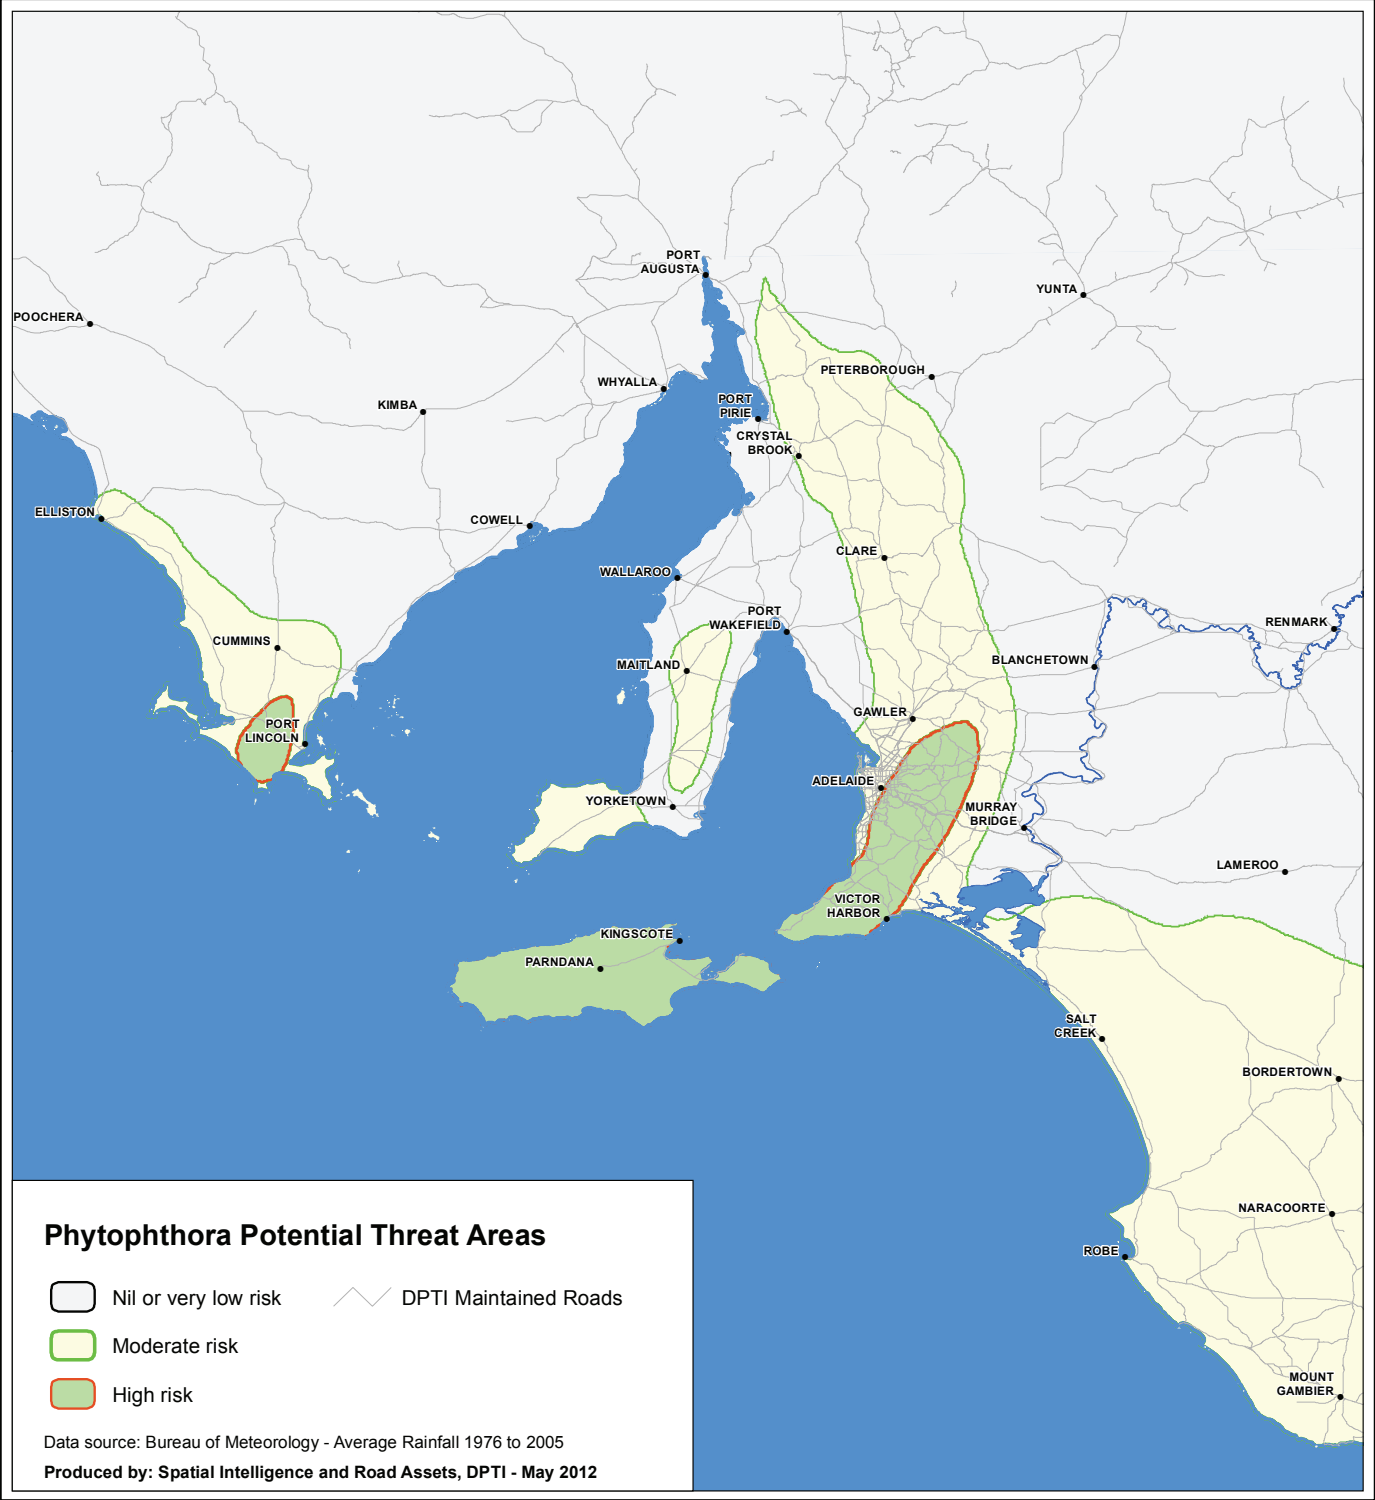 PORT
AUGUSTA
YUNTA
POOCHERA
PETERBOROUGH
WHYALLA
KIMBA
PORT
PIRIE
CRYSTAL
BROOK
ELLISTON
COWELL
CLARE
WALLAROO
PORT
WAKEFIELD
RENMARK
CUMMINS
MAITLAND
BLANCHETOWN
GAWLER
PORT
LINCOLN
ADELAIDE
YORKETOWN
MURRAY
BRIDGE
LAMEROO
VICTOR
HARBOR
KINGSCOTE
PARNDANA
SALT
CREEK
BORDERTOWN
NARACOORTE
ROBE
MOUNT
GAMBIER
Phytophthora Potential Threat Areas
Nil or very low risk
DPTI Maintained Roads
Moderate risk
High risk
Data source: Bureau of Meteorology - Average Rainfall 1976 to 2005
Produced by: Spatial Intelligence and Road Assets, DPTI - May 2012